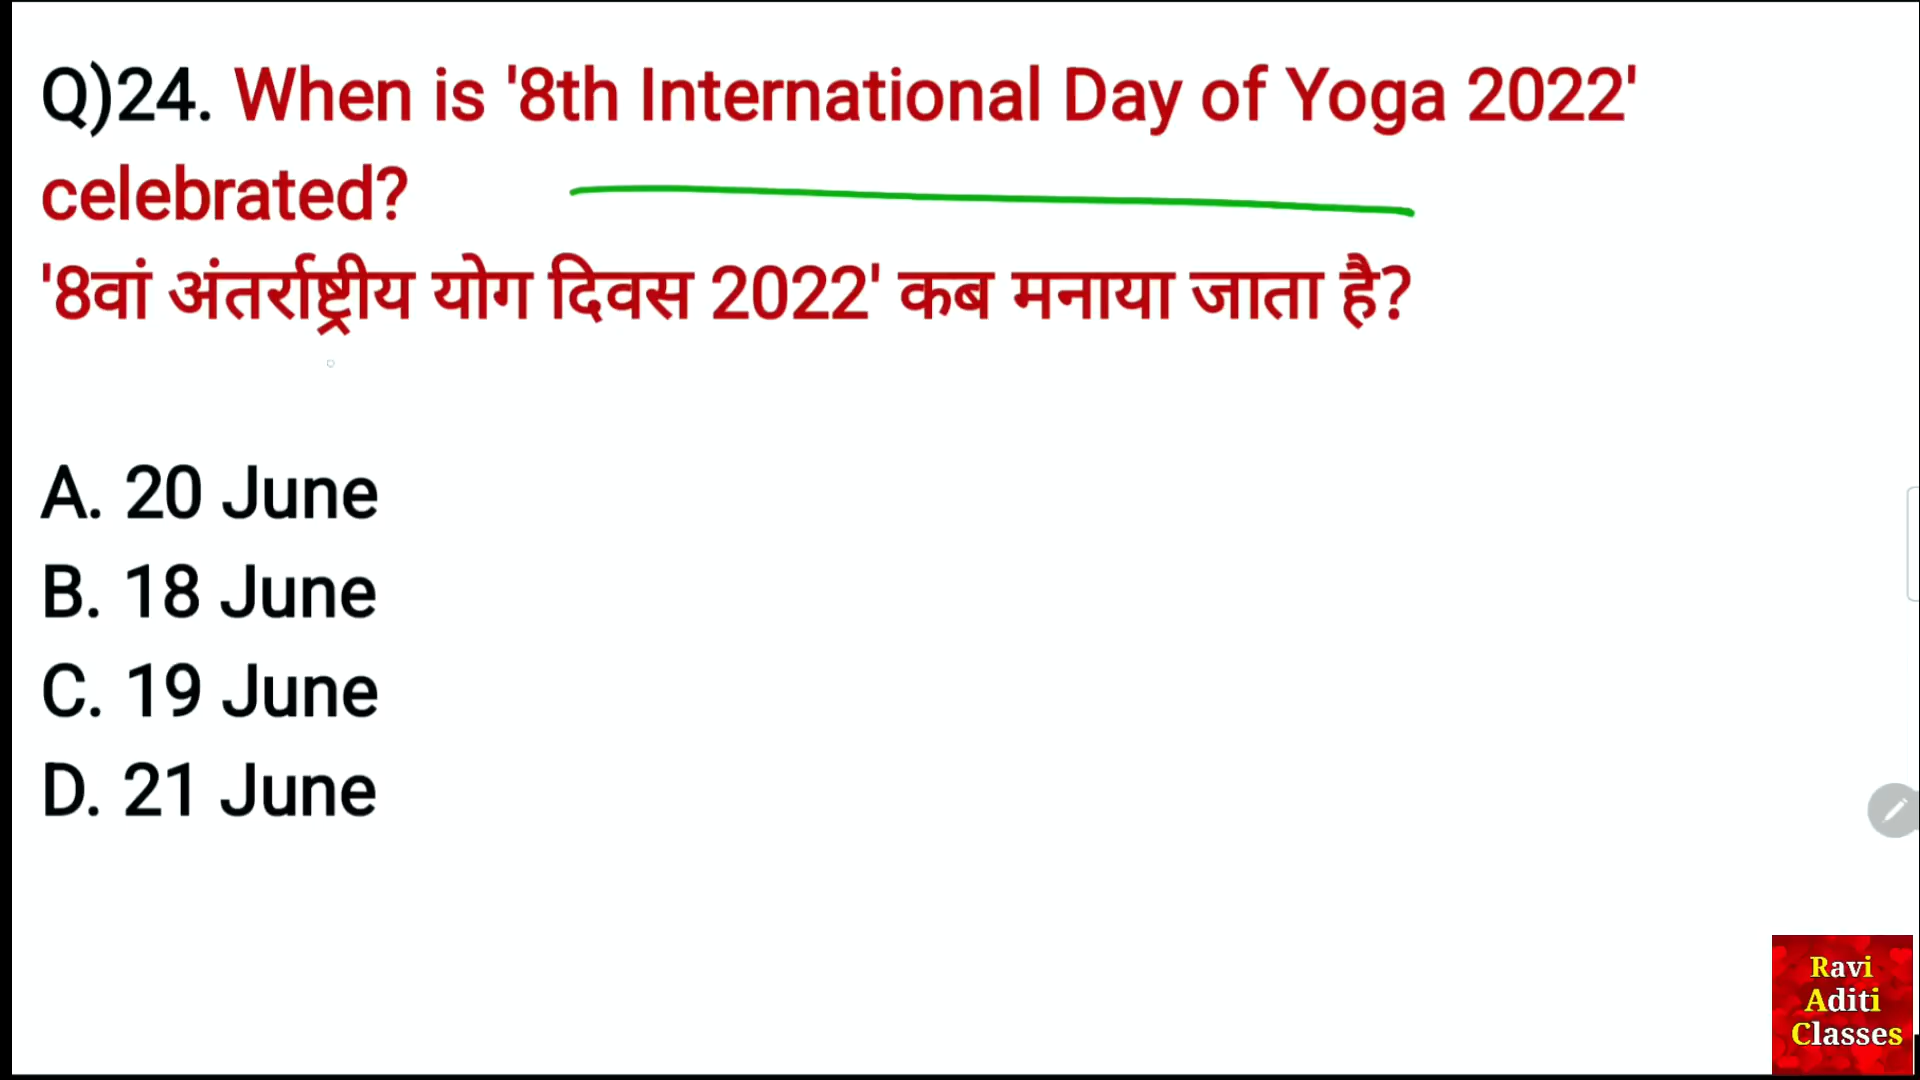 Q)24. When is '8th International Day of Yoga 2022'
celebrated?
'8वां अंतर्राष्ट्रीय योग दिवस 2022' कब मनाया जाता है?
A. 20 June
B. 18 June
C. 19 June
D. 21 June
Ravi
Aditi
Classes